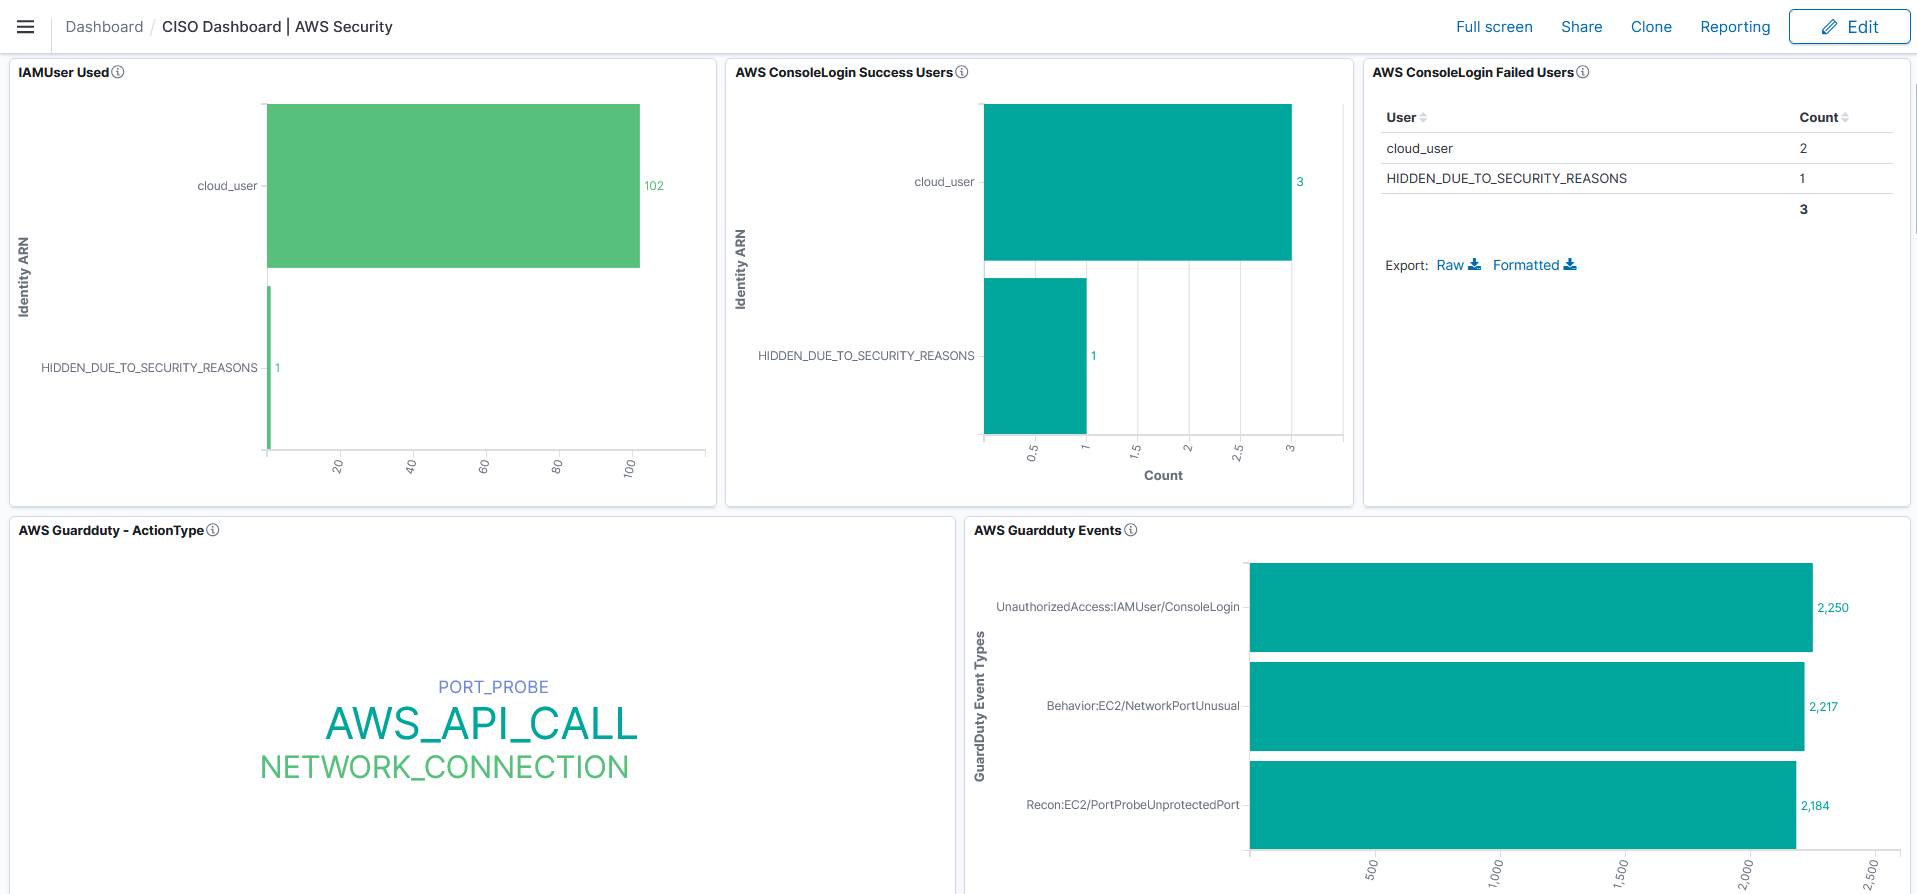 Dashboard / CISO Dashboard | AWS Security
Full screen Share Clone Reporting Edit
IAMUser Used
Identity ARN
cloud_user
102
HIDDEN_DUE_TO_SECURITY_REASONS
1
20 40 60 80 100
AWS ConsoleLogin Success Users
Identity ARN
cloud_user
3
HIDDEN_DUE_TO_SECURITY_REASONS
1
0.5 1 1.5 2 2.5 3
Count
AWS ConsoleLogin Failed Users
User Count
cloud_user 2
HIDDEN_DUE_TO_SECURITY_REASONS 1
3
Export: Raw Formatted
AWS Guardduty - ActionType
PORT_PROBE
AWS_API_CALL
NETWORK_CONNECTION
AWS Guardduty Events
GuardDuty Event Types
UnauthorizedAccess:IAMUser/ConsoleLogin
2,250
Behavior:EC2/NetworkPortUnusual
2,217
Recon:EC2/PortProbeUnprotectedPort
2,184
500 1,000 1,500 2,000 2,500